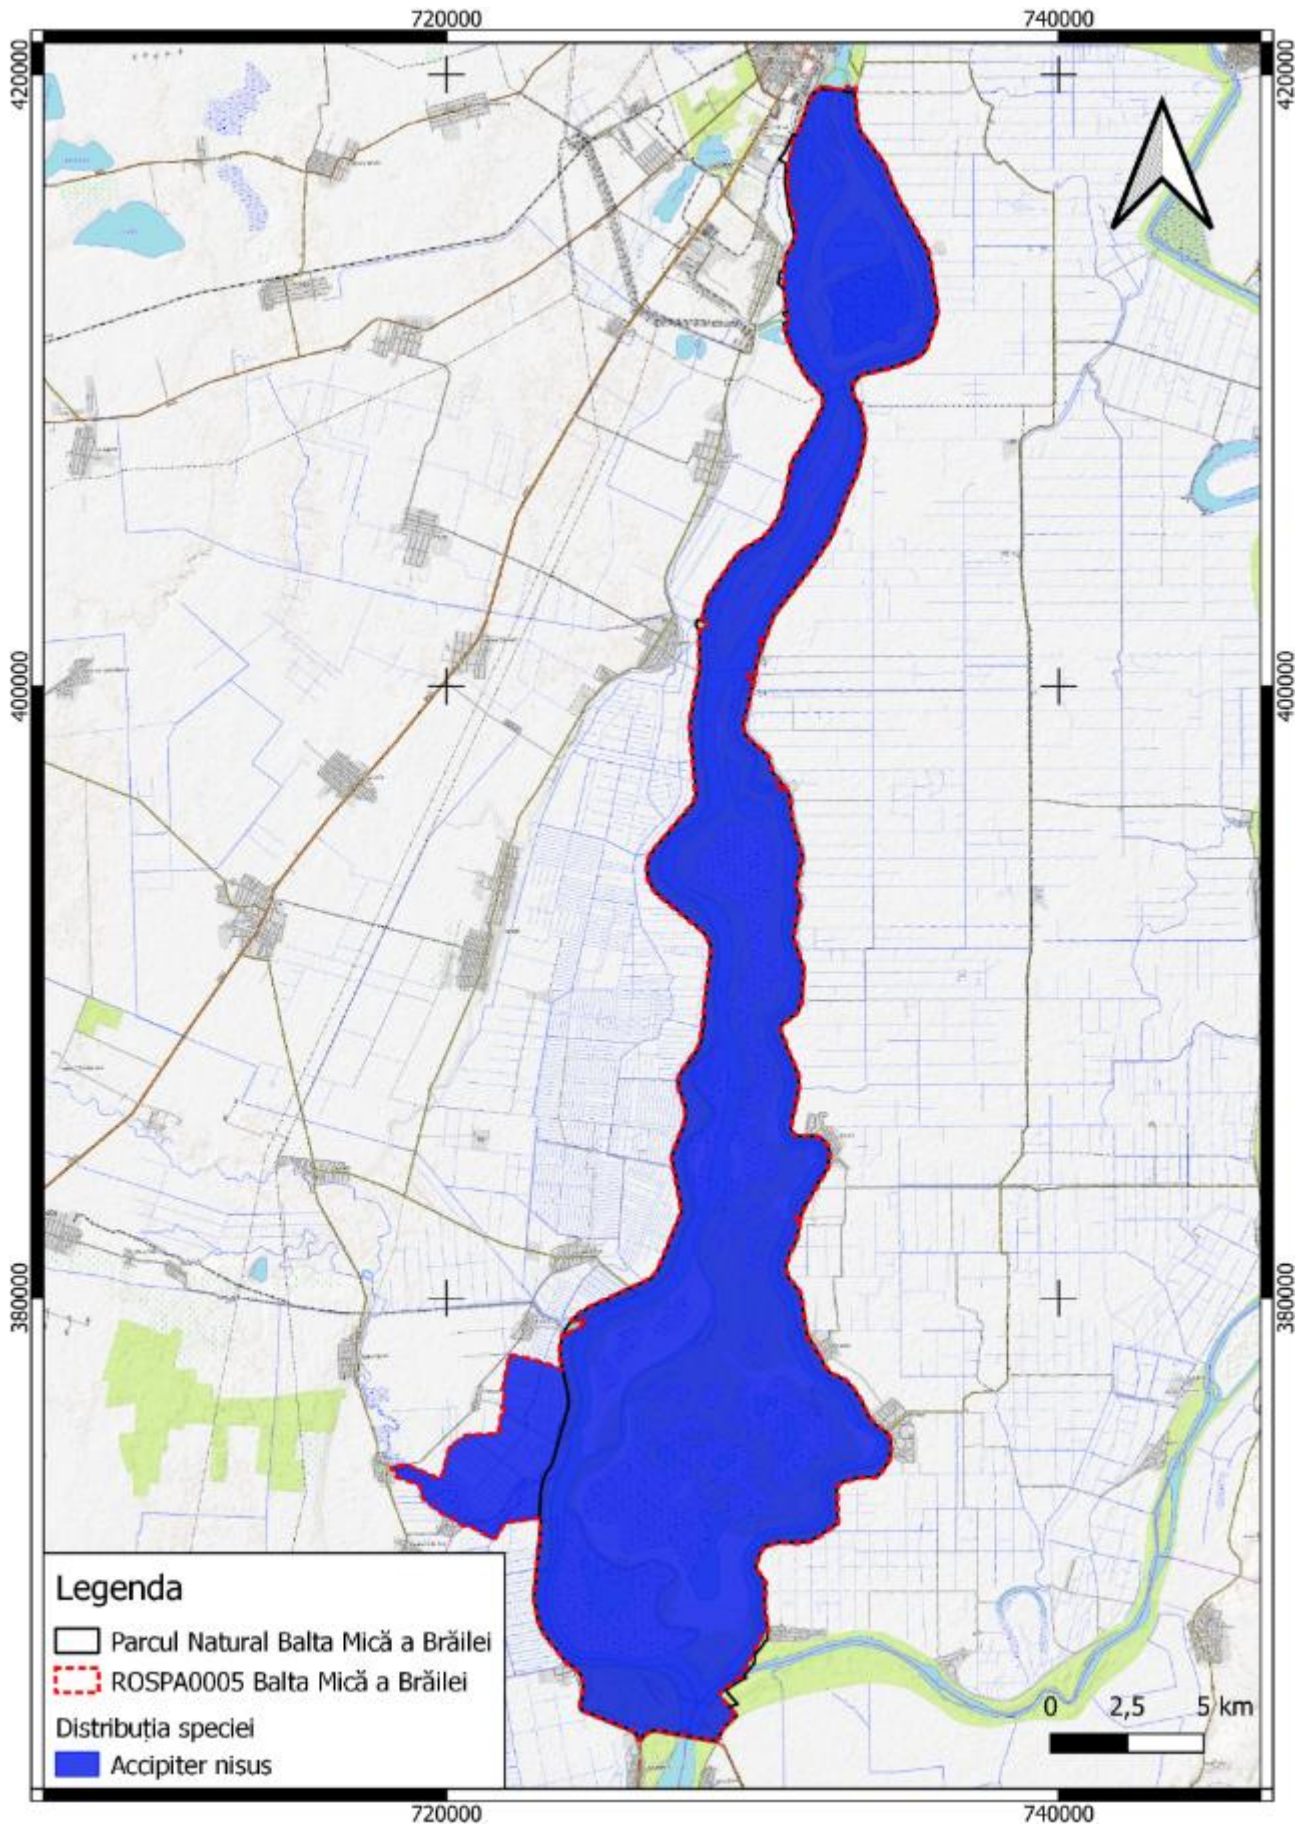 720000
740000
420000
420000
400000
400000
380000
380000
Legenda
Parcul Natural Balta Mică a Brăilei
ROSPA0005 Balta Mică a Brăilei
Distribuția speciei
Accipiter nisus
0 2,5 5 km
720000
740000